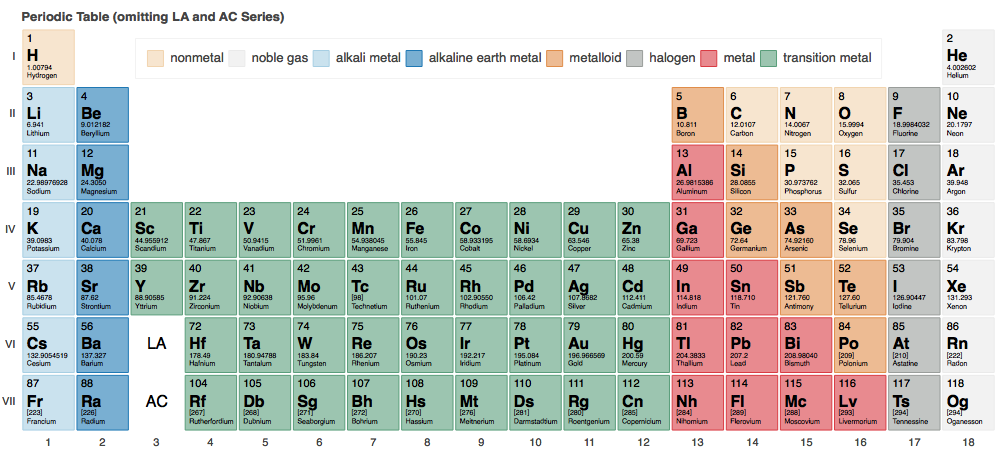 Periodic Table (omitting LA and AC Series)
nonmetal noble gas alkali metal alkaline earth metal metalloid halogen metal transition metal
I
1
H
1.00794
Hydrogen
2
He
4.002602
Helium
II
3
Li
6.941
Lithium
4
Be
9.012182
Beryllium
5
B
10.811
Boron
6
C
12.0107
Carbon
7
N
14.0067
Nitrogen
8
O
15.9994
Oxygen
9
F
18.9984032
Fluorine
10
Ne
20.1797
Neon
III
11
Na
22.98976928
Sodium
12
Mg
24.3050
Magnesium
13
Al
26.9815386
Aluminum
14
Si
28.0855
Silicon
15
P
30.973762
Phosphorus
16
S
32.065
Sulfur
17
Cl
35.453
Chlorine
18
Ar
39.948
Argon
IV
19
K
39.0983
Potassium
20
Ca
40.078
Calcium
21
Sc
44.955912
Scandium
22
Ti
47.867
Titanium
23
V
50.9415
Vanadium
24
Cr
51.9961
Chromium
25
Mn
54.938045
Manganese
26
Fe
55.845
Iron
27
Co
58.933195
Cobalt
28
Ni
58.6934
Nickel
29
Cu
63.546
Copper
30
Zn
65.38
Zinc
31
Ga
69.723
Gallium
32
Ge
72.64
Germanium
33
As
74.92160
Arsenic
34
Se
78.96
Selenium
35
Br
79.904
Bromine
36
Kr
83.798
Krypton
V
37
Rb
85.4678
Rubidium
38
Sr
87.62
Strontium
39
Y
88.90585
Yttrium
40
Zr
91.224
Zirconium
41
Nb
92.90638
Niobium
42
Mo
95.96
Molybdenum
43
Tc
[98]
Technetium
44
Ru
101.07
Ruthenium
45
Rh
102.90550
Rhodium
46
Pd
106.42
Palladium
47
Ag
107.8682
Silver
48
Cd
112.411
Cadmium
49
In
114.818
Indium
50
Sn
118.710
Tin
51
Sb
121.760
Antimony
52
Te
127.60
Tellurium
53
I
126.90447
Iodine
54
Xe
131.293
Xenon
VI
55
Cs
132.9054519
Cesium
56
Ba
137.327
Barium
LA
72
Hf
178.49
Hafnium
73
Ta
180.94788
Tantalum
74
W
183.84
Tungsten
75
Re
186.207
Rhenium
76
Os
190.23
Osmium
77
Ir
192.217
Iridium
78
Pt
195.084
Platinum
79
Au
196.966569
Gold
80
Hg
200.59
Mercury
81
Tl
204.3833
Thallium
82
Pb
207.2
Lead
83
Bi
208.98040
Bismuth
84
Po
[209]
Polonium
85
At
[210]
Astatine
86
Rn
[222]
Radon
VII
87
Fr
[223]
Francium
88
Ra
[226]
Radium
AC
104
Rf
[267]
Rutherfordium
105
Db
[268]
Dubnium
106
Sg
[271]
Seaborgium
107
Bh
[272]
Bohrium
108
Hs
[270]
Hassium
109
Mt
[276]
Meitnerium
110
Ds
[281]
Darmstadtium
111
Rg
[280]
Roentgenium
112
Cn
[285]
Copernicium
113
Nh
[284]
Nihonium
114
Fl
[289]
Flerovium
115
Mc
[288]
Moscovium
116
Lv
[293]
Livermorium
117
Ts
[294]
Tennessine
118
Og
[294]
Oganesson
1 2 3 4 5 6 7 8 9 10 11 12 13 14 15 16 17 18